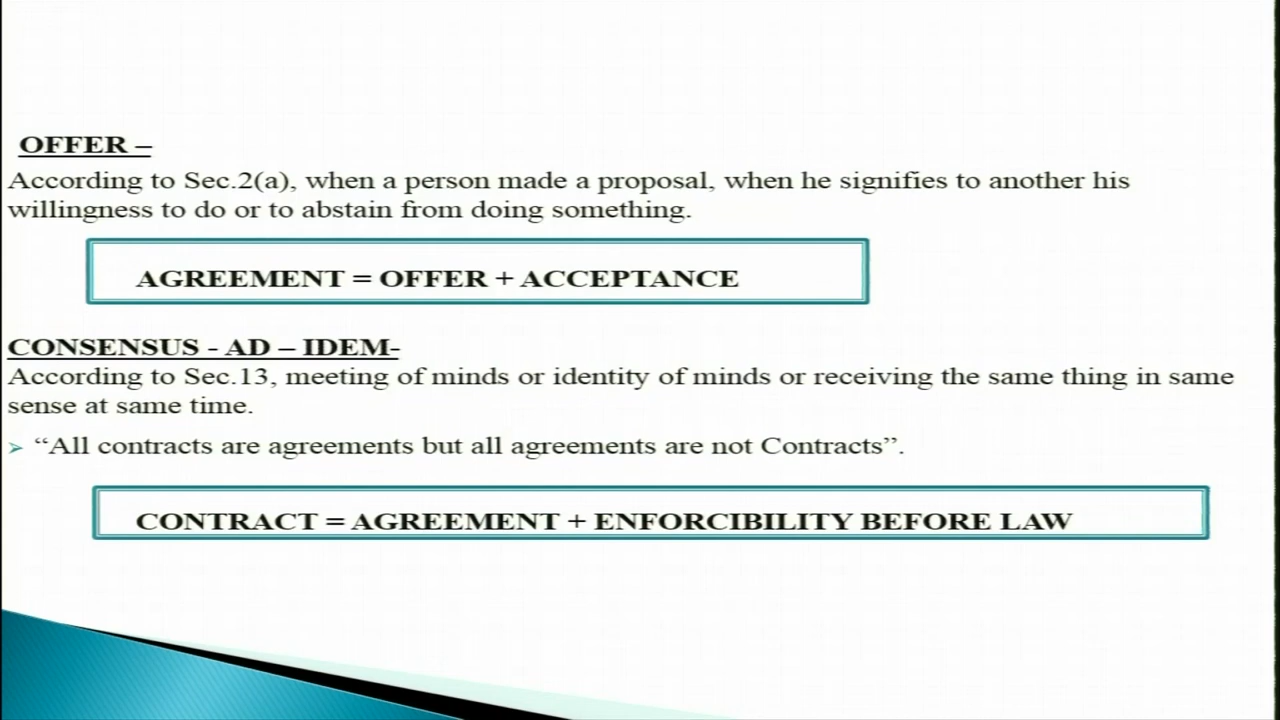 OFFER –
According to Sec.2(a), when a person made a proposal, when he signifies to another his
willingness to do or to abstain from doing something.
AGREEMENT = OFFER + ACCEPTANCE
CONSENSUS - AD – IDEM-
According to Sec.13, meeting of minds or identity of minds or receiving the same thing in same
sense at same time.
➢ “All contracts are agreements but all agreements are not Contracts”.
CONTRACT = AGREEMENT + ENFORCIBILITY BEFORE LAW